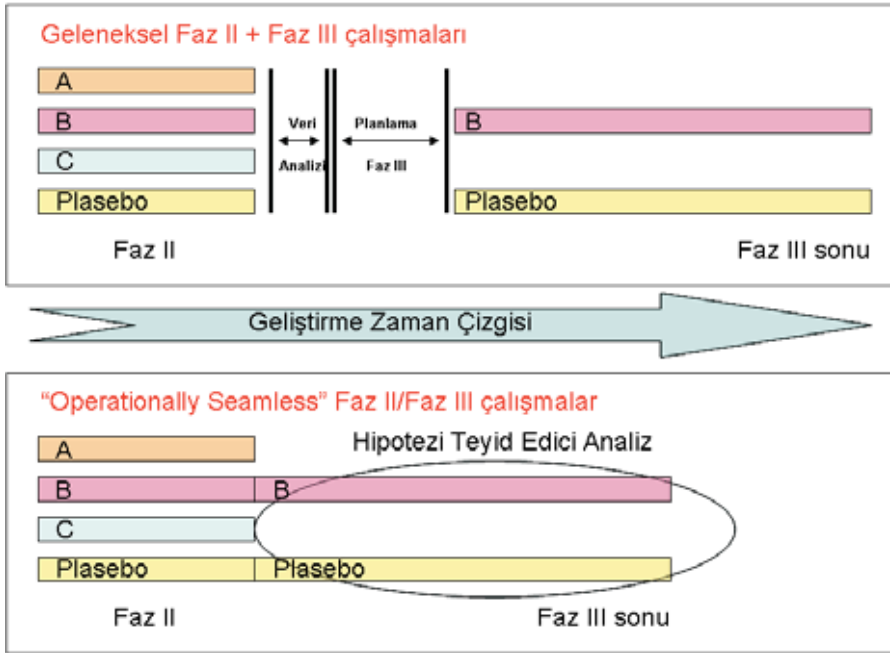 Geleneksel Faz II + Faz III çalışmaları
A
B
Veri
Planlama
B
C
Analizi
Faz III
Plasebo
Plasebo
Faz II
Faz III sonu
Geliştirme Zaman Çizgisi
“Operationally Seamless” Faz II/Faz III çalışmalar
Hipotezi Teyid Edici Analiz
A
B
B
C
Plasebo
Plasebo
Faz II
Faz III sonu